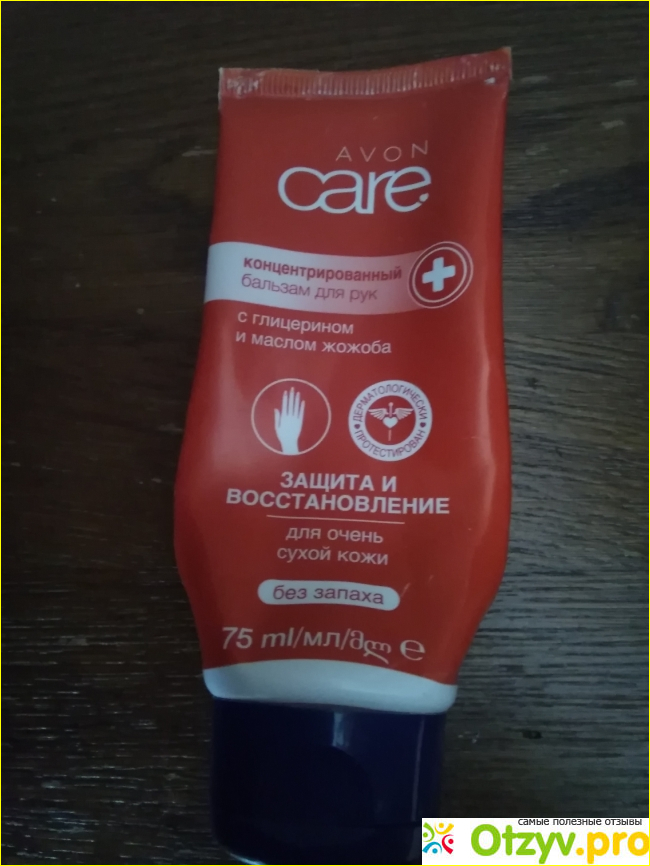 AVON
care
концентрированный
бальзам для рук
с глицерином
и маслом жожоба
ДЕРМАТОЛОГИЧЕСКИ
ПРОТЕСТИРОВАН
ЗАЩИТА И
ВОССТАНОВЛЕНИЕ
для очень
сухой кожи
без запаха
75 ml/мл/მლ e
самые полезные отзывы
Otzyv.pro